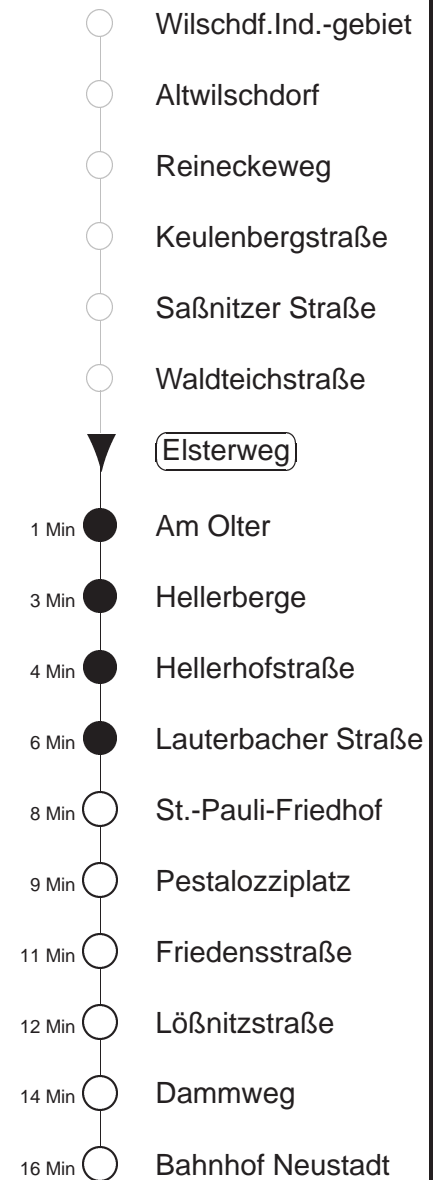 Wilschdf.Ind.-gebiet
Altwilschdorf
Reineckeweg
Keulenbergstraße
Saßnitzer Straße
Waldteichstraße
Elsterweg
1 Min Am Olter
3 Min Hellerberge
4 Min Hellerhofstraße
6 Min Lauterbacher Straße
8 Min St.-Pauli-Friedhof
9 Min Pestalozziplatz
11 Min Friedensstraße
12 Min Lößnitzstraße
14 Min Dammweg
16 Min Bahnhof Neustadt